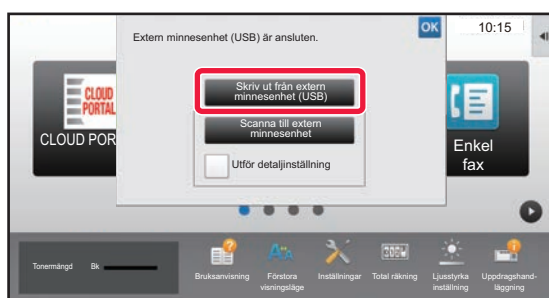 Extern minnesenhet (USB) är ansluten.
OK
10:15
Skriv ut från extern
minnesenhet (USB)
Scanna till extern
minnesenhet
Utför detaljinställning
CLOUD
PORTAL
CLOUD POR
Enkel
fax
Tonermängd
Bk
Bruksanvisning
Förstora
visningsläge
Inställningar
Total räkning
Ljusstyrka
inställning
Uppdragshand-
läggning